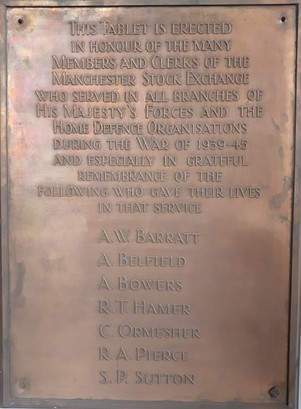 THIS TABLET IS ERECTED
IN HONOUR OF THE MANY
MEMBERS AND CLERKS OF THE
MANCHESTER STOCK EXCHANGE
WHO SERVED IN ALL BRANCHES OF
HIS MAJESTY'S FORCES AND THE
HOME DEFENCE ORGANISATIONS
DURING THE WAR OF 1939-45
AND ESPECIALLY IN GRATEFUL
REMEMBRANCE OF THE
FOLLOWING WHO GAVE THEIR LIVES
IN THAT SERVICE
A.W. BARRATT
A. BELFIELD
A. BOWERS
R.T. HAMER
C. ORMESHER
R.A. PIERCE
S.P. SUTTON